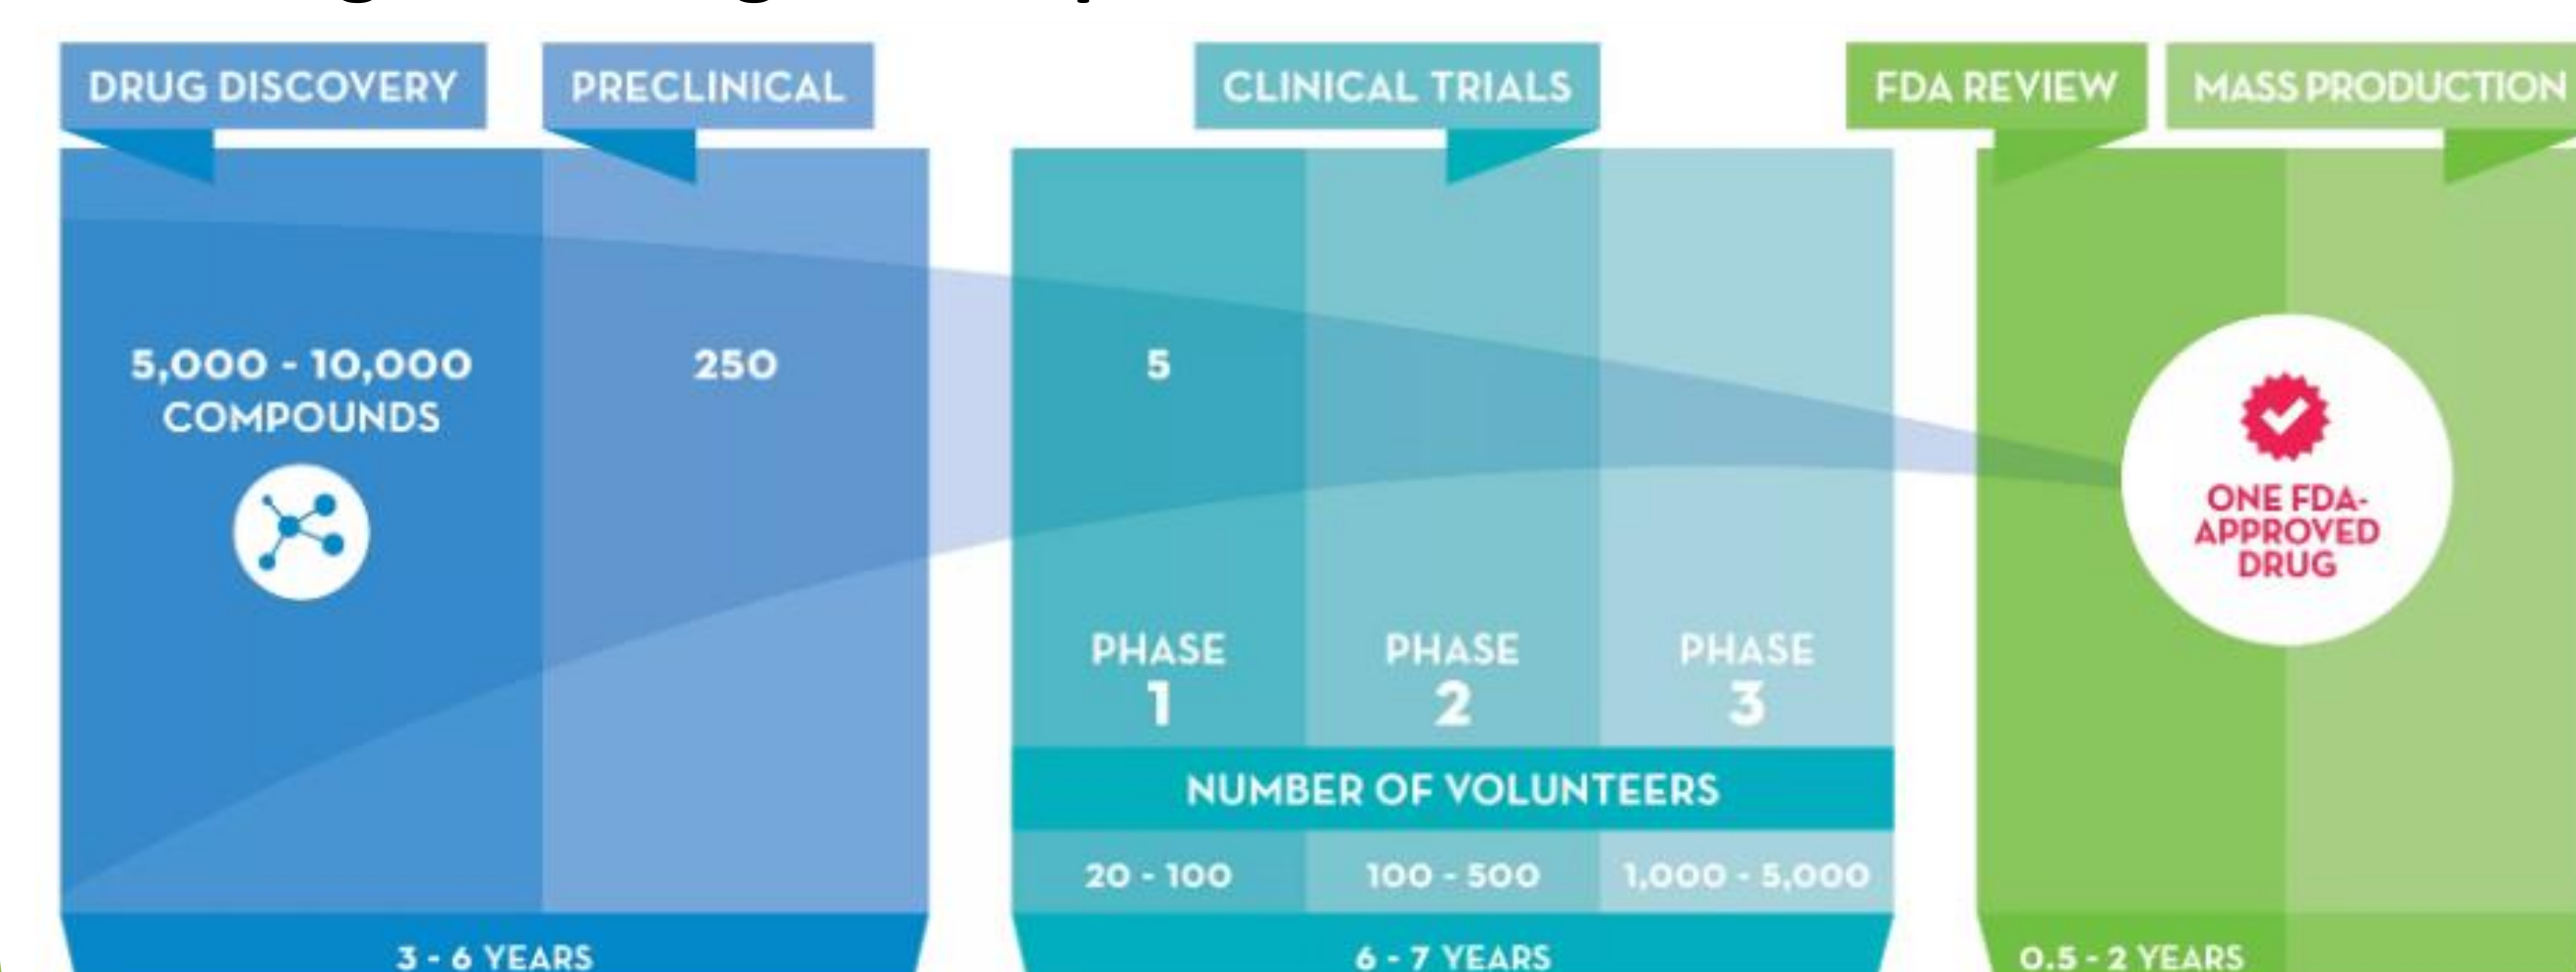 DRUG DISCOVERY
PRECLINICAL
CLINICAL TRIALS
FDA REVIEW
MASS PRODUCTION
5,000 - 10,000
COMPOUNDS
250
5
ONE FDA-
APPROVED
DRUG
PHASE
1
PHASE
2
PHASE
3
NUMBER OF VOLUNTEERS
20 - 100
100 - 500
1,000 - 5,000
3 - 6 YEARS
6 - 7 YEARS
0.5 - 2 YEARS